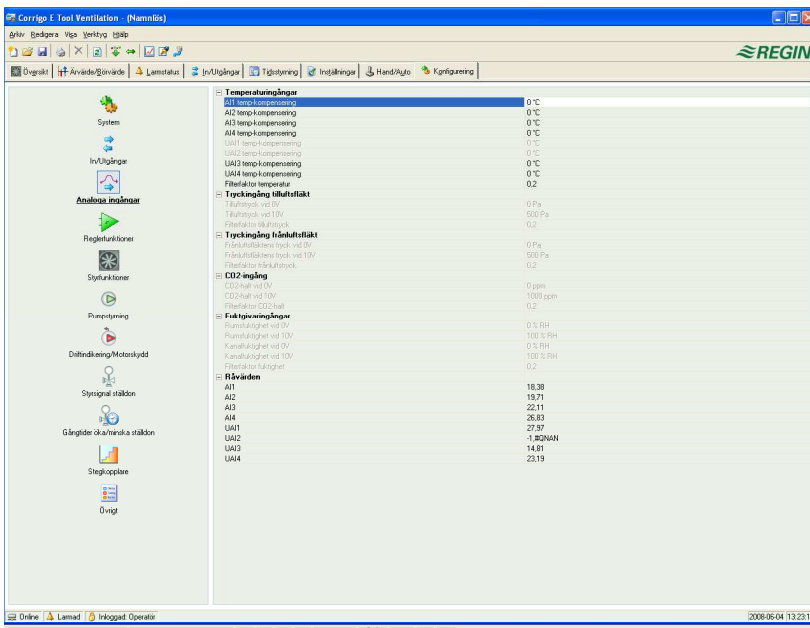 Corrigo E Tool Ventilation - (Namnlös)
Arkiv Redigera Visa Verktyg Hjälp
REGIN
Översikt Ärvärde/Börvärde Larmstatus In/Utgångar Tidsstyrning Inställningar Hand/Auto Konfigurering
System
In/Utgångar
Analoga ingångar
Reglerfunktioner
Styrfunktioner
Pumpstyrning
Driftindikering/Motorskydd
Styrsignal ställdon
Gångtider öka/minska ställdon
Stegkopplare
Övrigt
Temperaturingångar
AI1 temp-kompensering 0 °C
AI2 temp-kompensering 0 °C
AI3 temp-kompensering 0 °C
AI4 temp-kompensering 0 °C
UAI1 temp-kompensering 0 °C
UAI2 temp-kompensering 0 °C
UAI3 temp-kompensering 0 °C
UAI4 temp-kompensering 0 °C
Filterfaktor temperatur 0,2
Tryckingång tilluftsfläkt
Tilluftstryck vid 0V 0 Pa
Tilluftstryck vid 10V 500 Pa
Filterfaktor tilluftstryck 0,2
Tryckingång frånluftsfläkt
Frånluftsfläktens tryck vid 0V 0 Pa
Frånluftsfläktens tryck vid 10V 500 Pa
Filterfaktor frånluftstryck 0,2
CO2-ingång
CO2-halt vid 0V 0 ppm
CO2-halt vid 10V 1000 ppm
Filterfaktor CO2-halt 0,2
Fuktgivaringångar
Rumsfuktighet vid 0V 0 % RH
Rumsfuktighet vid 10V 100 % RH
Kanalfuktighet vid 0V 0 % RH
Kanalfuktighet vid 10V 100 % RH
Filterfaktor fuktighet 0,2
Råvärden
AI1 18,38
AI2 19,71
AI3 22,11
AI4 26,83
UAI1 27,97
UAI2 -1,#QNAN
UAI3 14,81
UAI4 23,19
Online Larmad Inloggad: Operatör 2008-06-04 13:23:1